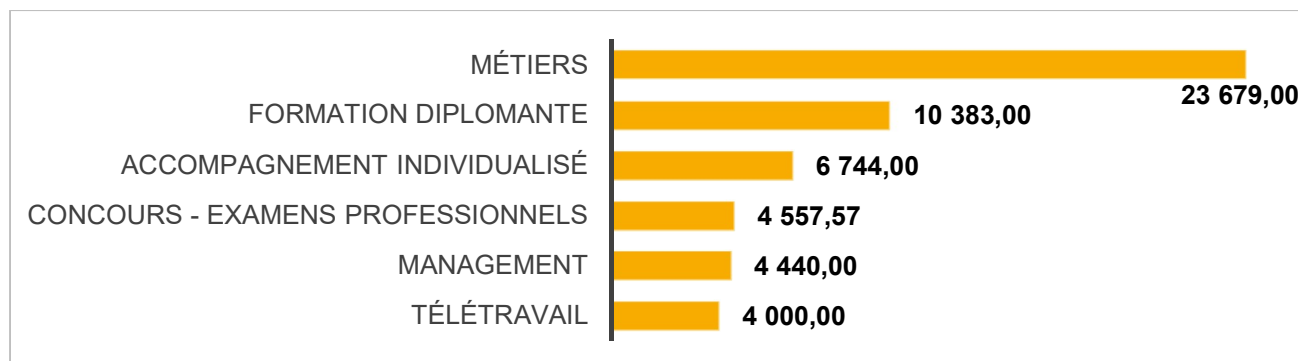 MÉTIERS
23 679,00
FORMATION DIPLOMANTE
10 383,00
ACCOMPAGNEMENT INDIVIDUALISÉ
6 744,00
CONCOURS - EXAMENS PROFESSIONNELS
4 557,57
MANAGEMENT
4 440,00
TÉLÉTRAVAIL
4 000,00